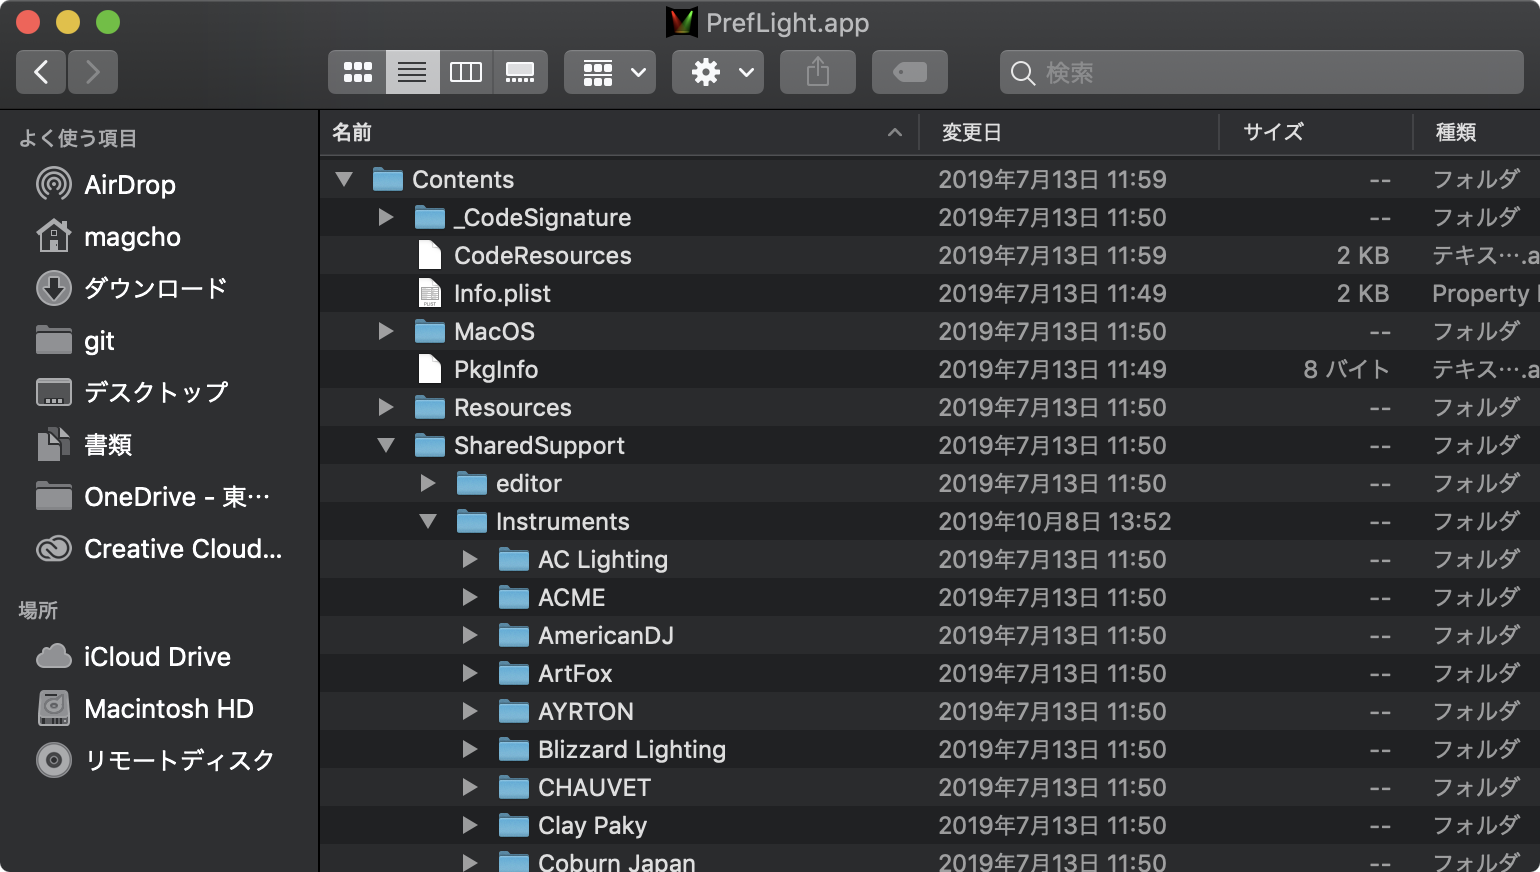 PrefLight.app
検索
よく使う項目
AirDrop
magcho
ダウンロード
git
デスクトップ
書類
OneDrive - 東…
Creative Cloud...
場所
iCloud Drive
Macintosh HD
リモートディスク
名前 変更日 サイズ 種類
Contents 2019年7月13日 11:59 -- フォルダ
_CodeSignature 2019年7月13日 11:50 -- フォルダ
CodeResources 2019年7月13日 11:59 2 KB テキス….a
Info.plist 2019年7月13日 11:49 2 KB Property
MacOS 2019年7月13日 11:50 -- フォルダ
PkgInfo 2019年7月13日 11:49 8 バイト テキス….a
Resources 2019年7月13日 11:50 -- フォルダ
SharedSupport 2019年7月13日 11:50 -- フォルダ
editor 2019年7月13日 11:50 -- フォルダ
Instruments 2019年10月8日 13:52 -- フォルダ
AC Lighting 2019年7月13日 11:50 -- フォルダ
ACME 2019年7月13日 11:50 -- フォルダ
AmericanDJ 2019年7月13日 11:50 -- フォルダ
ArtFox 2019年7月13日 11:50 -- フォルダ
AYRTON 2019年7月13日 11:50 -- フォルダ
Blizzard Lighting 2019年7月13日 11:50 -- フォルダ
CHAUVET 2019年7月13日 11:50 -- フォルダ
Clay Paky 2019年7月13日 11:50 -- フォルダ
Coburn Japan 2019年7月13日 11:50 -- フォルダ